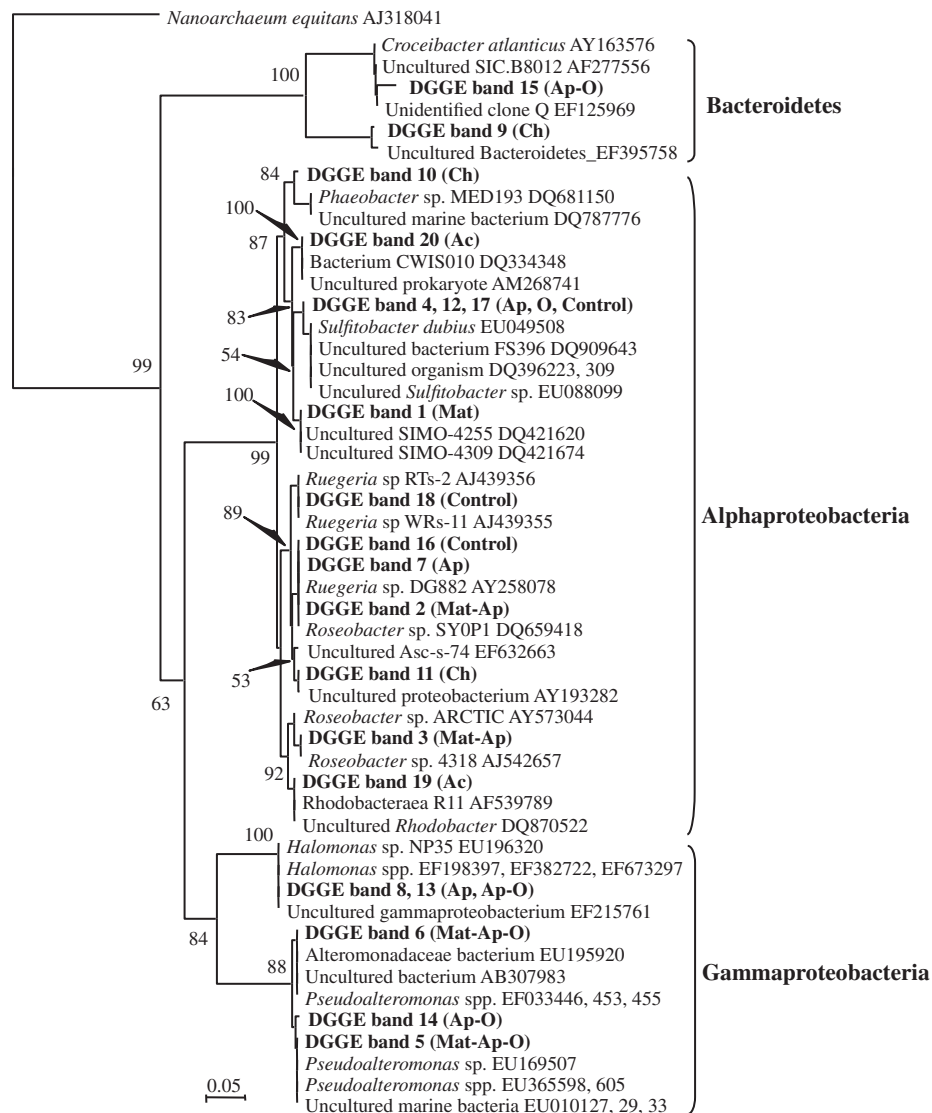 Nanoarchaeum equitans AJ318041
Croceibacter atlanticus AY163576
Uncultured SIC.B8012 AF277556
100
DGGE band 15 (Ap-O)
Bacteroidetes
Unidentified clone Q EF125969
DGGE band 9 (Ch)
Uncultured Bacteroidetes_EF395758
84
DGGE band 10 (Ch)
Phaeobacter sp. MED193 DQ681150
100
Uncultured marine bacterium DQ787776
87
DGGE band 20 (Ac)
Bacterium CWIS010 DQ334348
Uncultured prokaryote AM268741
DGGE band 4, 12, 17 (Ap, O, Control)
83
Sulfitobacter dubius EU049508
Uncultured bacterium FS396 DQ909643
54
99
Uncultured organism DQ396223, 309
Uncultured Sulfitobacter sp. EU088099
100
DGGE band 1 (Mat)
Uncultured SIMO-4255 DQ421620
Uncultured SIMO-4309 DQ421674
99
Ruegeria sp RTs-2 AJ439356
DGGE band 18 (Control)
89
Alphaproteobacteria
Ruegeria sp WRs-11 AJ439355
DGGE band 16 (Control)
DGGE band 7 (Ap)
Ruegeria sp. DG882 AY258078
DGGE band 2 (Mat-Ap)
Roseobacter sp. SY0P1 DQ659418
Uncultured Asc-s-74 EF632663
DGGE band 11 (Ch)
53
Uncultured proteobacterium AY193282
63
Roseobacter sp. ARCTIC AY573044
DGGE band 3 (Mat-Ap)
Roseobacter sp. 4318 AJ542657
92
DGGE band 19 (Ac)
Rhodobacteraea R11 AF539789
Uncultured Rhodobacter DQ870522
100
Halomonas sp. NP35 EU196320
Halomonas spp. EF198397, EF382722, EF673297
DGGE band 8, 13 (Ap, Ap-O)
Uncultured gammaproteobacterium EF215761
84
DGGE band 6 (Mat-Ap-O)
Alteromonadaceae bacterium EU195920
88
Uncultured bacterium AB307983
Gammaproteobacteria
Pseudoalteromonas spp. EF033446, 453, 455
DGGE band 14 (Ap-O)
DGGE band 5 (Mat-Ap-O)
Pseudoalteromonas sp. EU169507
0.05
Pseudoalteromonas spp. EU365598, 605
Uncultured marine bacteria EU010127, 29, 33